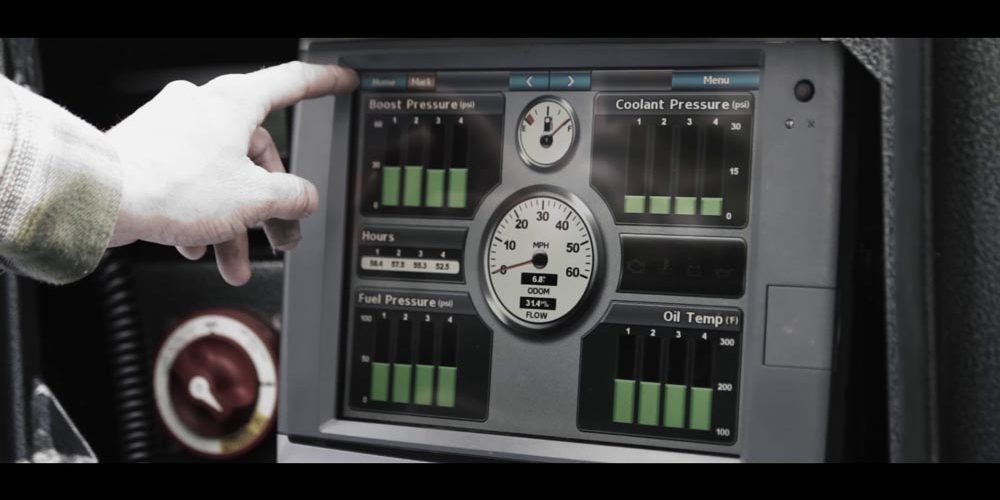 Home Mark < > Menu
Boost Pressure (psi)
60 1 2 3 4
30
0
E F
Coolant Pressure (psi)
1 2 3 4 30
15
0
Hours
1 2 3 4
58.4 57.5 55.3 52.5
0 10 20 30 40 50 60
MPH
6.8
ODOM
31.4
FLOW
Fuel Pressure (psi)
100 1 2 3 4
50
0
Oil Temp (F)
1 2 3 4 300
200
100